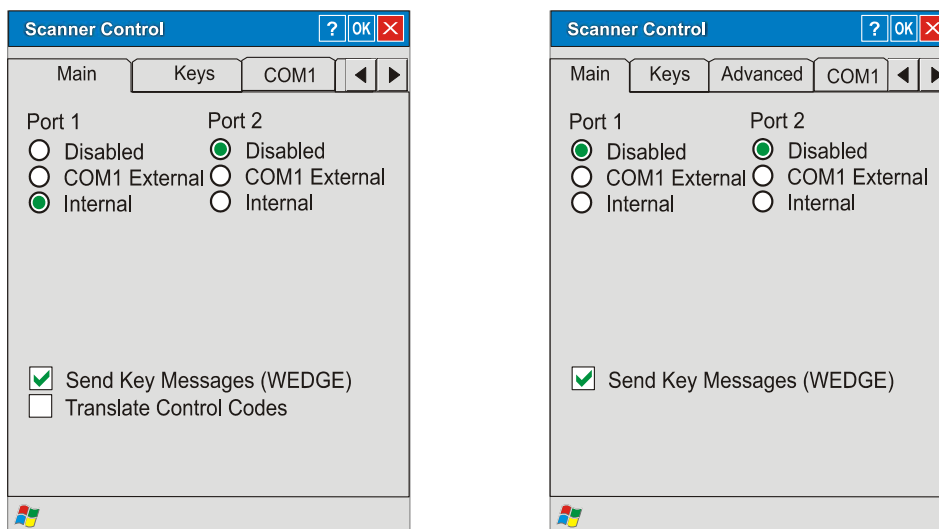 Scanner Control ? OK
Main Keys COM1
Port 1 Port 2
Disabled Disabled
COM1 External COM1 External
Internal Internal
Send Key Messages (WEDGE)
Translate Control Codes
Scanner Control ? OK
Main Keys Advanced COM1
Port 1 Port 2
Disabled Disabled
COM1 External COM1 External
Internal Internal
Send Key Messages (WEDGE)